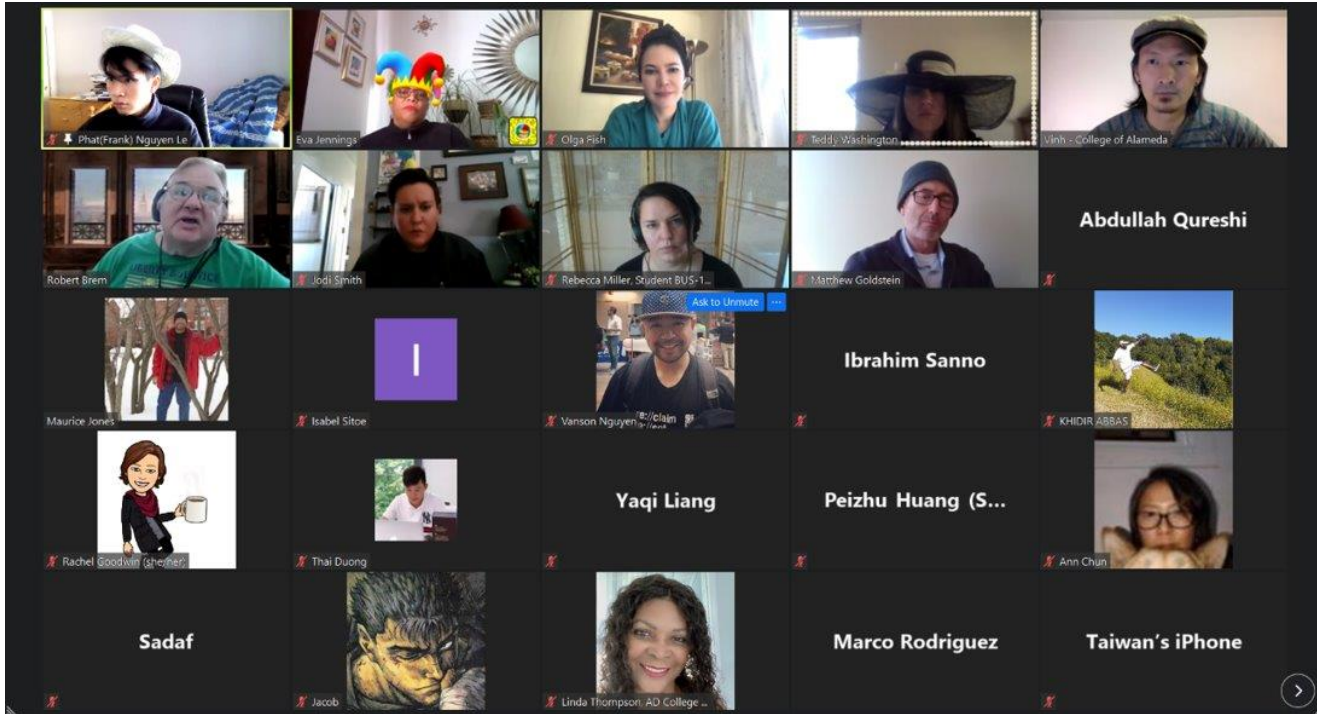 Phat(Frank) Nguyen Le
Eva Jennings
Olga Fish
Teddy Washington
Vinh - College of Alameda
Robert Brem
Jodi Smith
Rebecca Miller, Student BUS-1...
Matthew Goldstein
Abdullah Qureshi
Maurice Jones
I
Isabel Sitoe
Ask to Unmute
...
Vanson Nguyen
Ibrahim Sanno
KHIDIR ABBAS
Rachel Goodwin (she/her)
Thai Duong
Yaqi Liang
Peizhu Huang (S...
Ann Chun
Sadaf
Jacob
Linda Thompson, AD College ...
Marco Rodriguez
Taiwan's iPhone